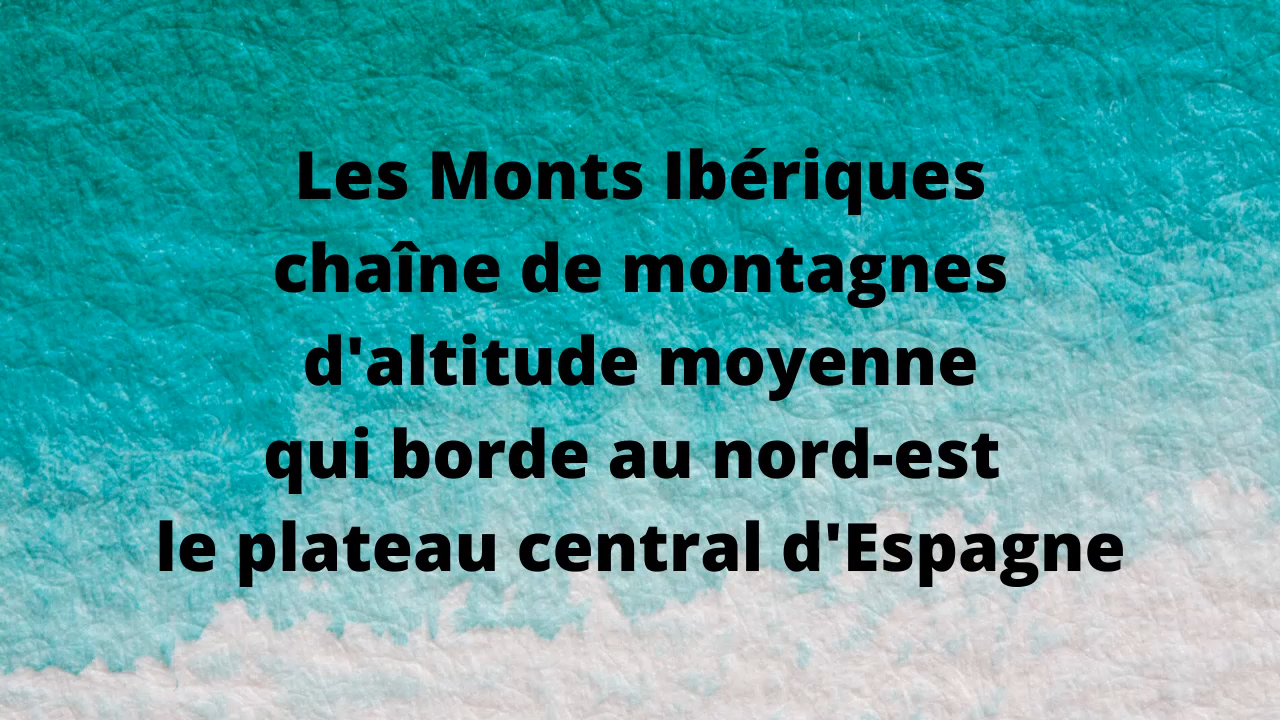 Les Monts Ibériques
chaîne de montagnes
d'altitude moyenne
qui borde au nord-est
le plateau central d'Espagne